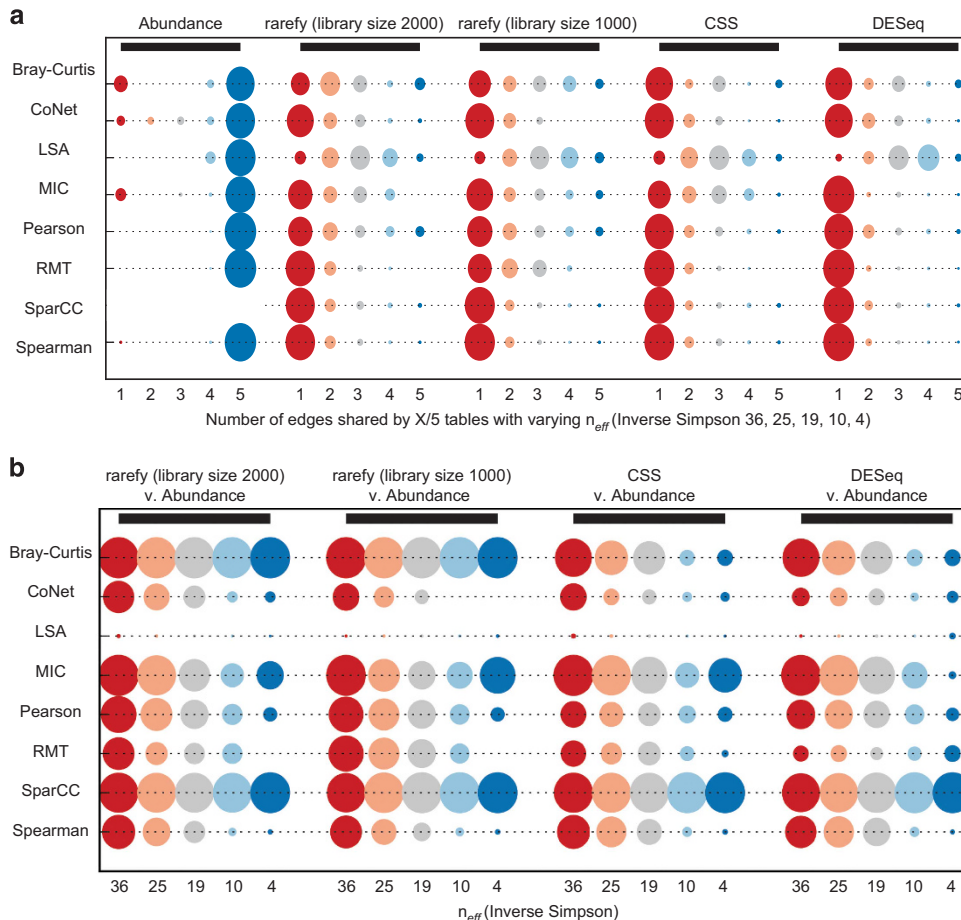 a
Abundance
rarefy (library size 2000)
rarefy (library size 1000)
CSS
DESeq
Bray-Curtis
CoNet
LSA
MIC
Pearson
RMT
SparCC
Spearman
1 2 3 4 5 1 2 3 4 5 1 2 3 4 5 1 2 3 4 5 1 2 3 4 5
Number of edges shared by X/5 tables with varying neff (Inverse Simpson 36, 25, 19, 10, 4)
b
rarefy (library size 2000)
v. Abundance
rarefy (library size 1000)
v. Abundance
CSS
v. Abundance
DESeq
v. Abundance
Bray-Curtis
CoNet
LSA
MIC
Pearson
RMT
SparCC
Spearman
36 25 19 10 4 36 25 19 10 4 36 25 19 10 4 36 25 19 10 4
neff (Inverse Simpson)